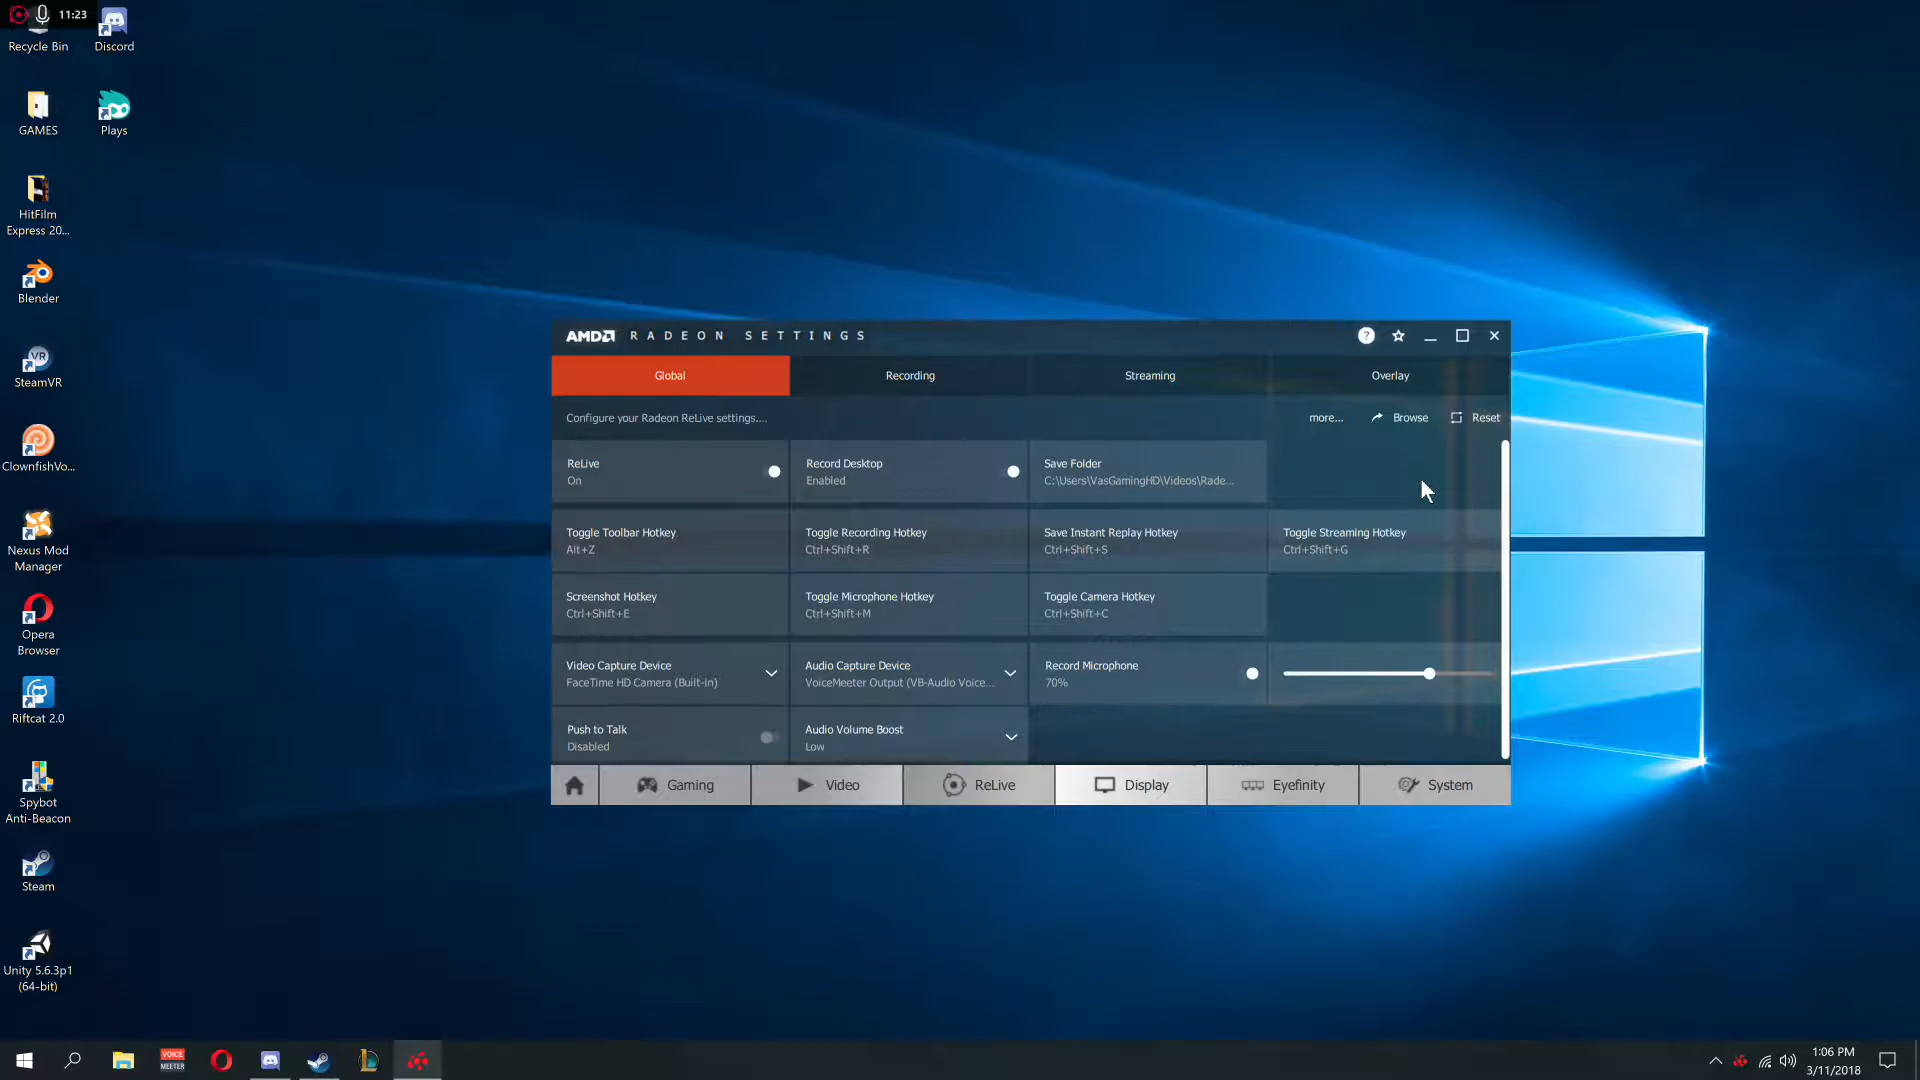 11:23
Recycle Bin
Discord
GAMES
Plays
HitFilm
Express 20...
Blender
VR
SteamVR
ClownfishVo...
Nexus Mod
Manager
Opera
Browser
Riftcat 2.0
Spybot
Anti-Beacon
Steam
Unity 5.6.3p1
(64-bit)
AMD RADEON SETTINGS
?
Global
Recording
Streaming
Overlay
Configure your Radeon ReLive settings....
more...
Browse
Reset
ReLive
On
Record Desktop
Enabled
Save Folder
C:\Users\VasGamingHD\Videos\Rade...
Toggle Toolbar Hotkey
Alt+Z
Toggle Recording Hotkey
Ctrl+Shift+R
Save Instant Replay Hotkey
Ctrl+Shift+S
Toggle Streaming Hotkey
Ctrl+Shift+G
Screenshot Hotkey
Ctrl+Shift+E
Toggle Microphone Hotkey
Ctrl+Shift+M
Toggle Camera Hotkey
Ctrl+Shift+C
Video Capture Device
FaceTime HD Camera (Built-in)
Audio Capture Device
VoiceMeeter Output (VB-Audio Voice...
Record Microphone
70%
Push to Talk
Disabled
Audio Volume Boost
Low
Gaming
Video
ReLive
Display
Eyefinity
System
VOICE
MEETER
1:06 PM
3/11/2018